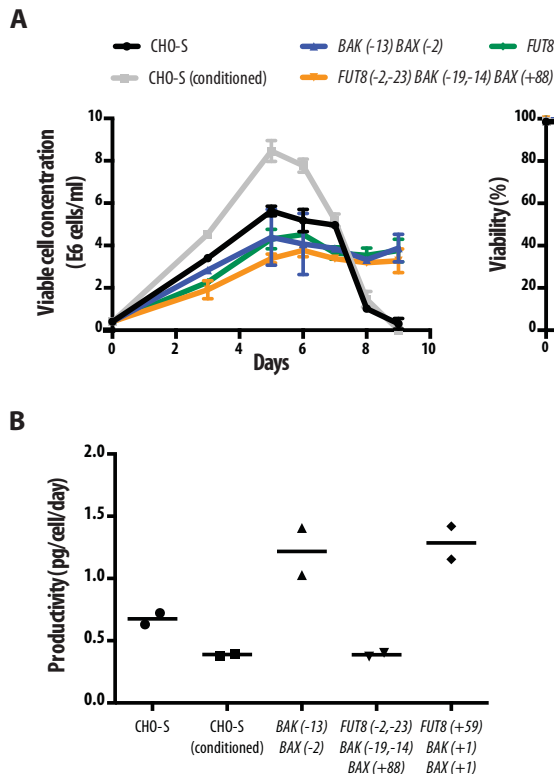 A
CHO-S BAK (-13) BAX (-2) FUT8
CHO-S (conditioned) FUT8 (-2,-23) BAK (-19,-14) BAX (+88)
Viable cell concentration
(E6 cells/ml)
10
8
6
4
2
0
0 2 4 6 8 10
Days
Viability (%)
100
80
60
40
20
0
0
B
Productivity (pg/cell/day)
2.0
1.5
1.0
0.5
0.0
CHO-S CHO-S BAK (-13) FUT8 (-2,-23) FUT8 (+59)
(conditioned) BAX (-2) BAK (-19,-14) BAK (+1)
BAX (+88) BAX (+1)